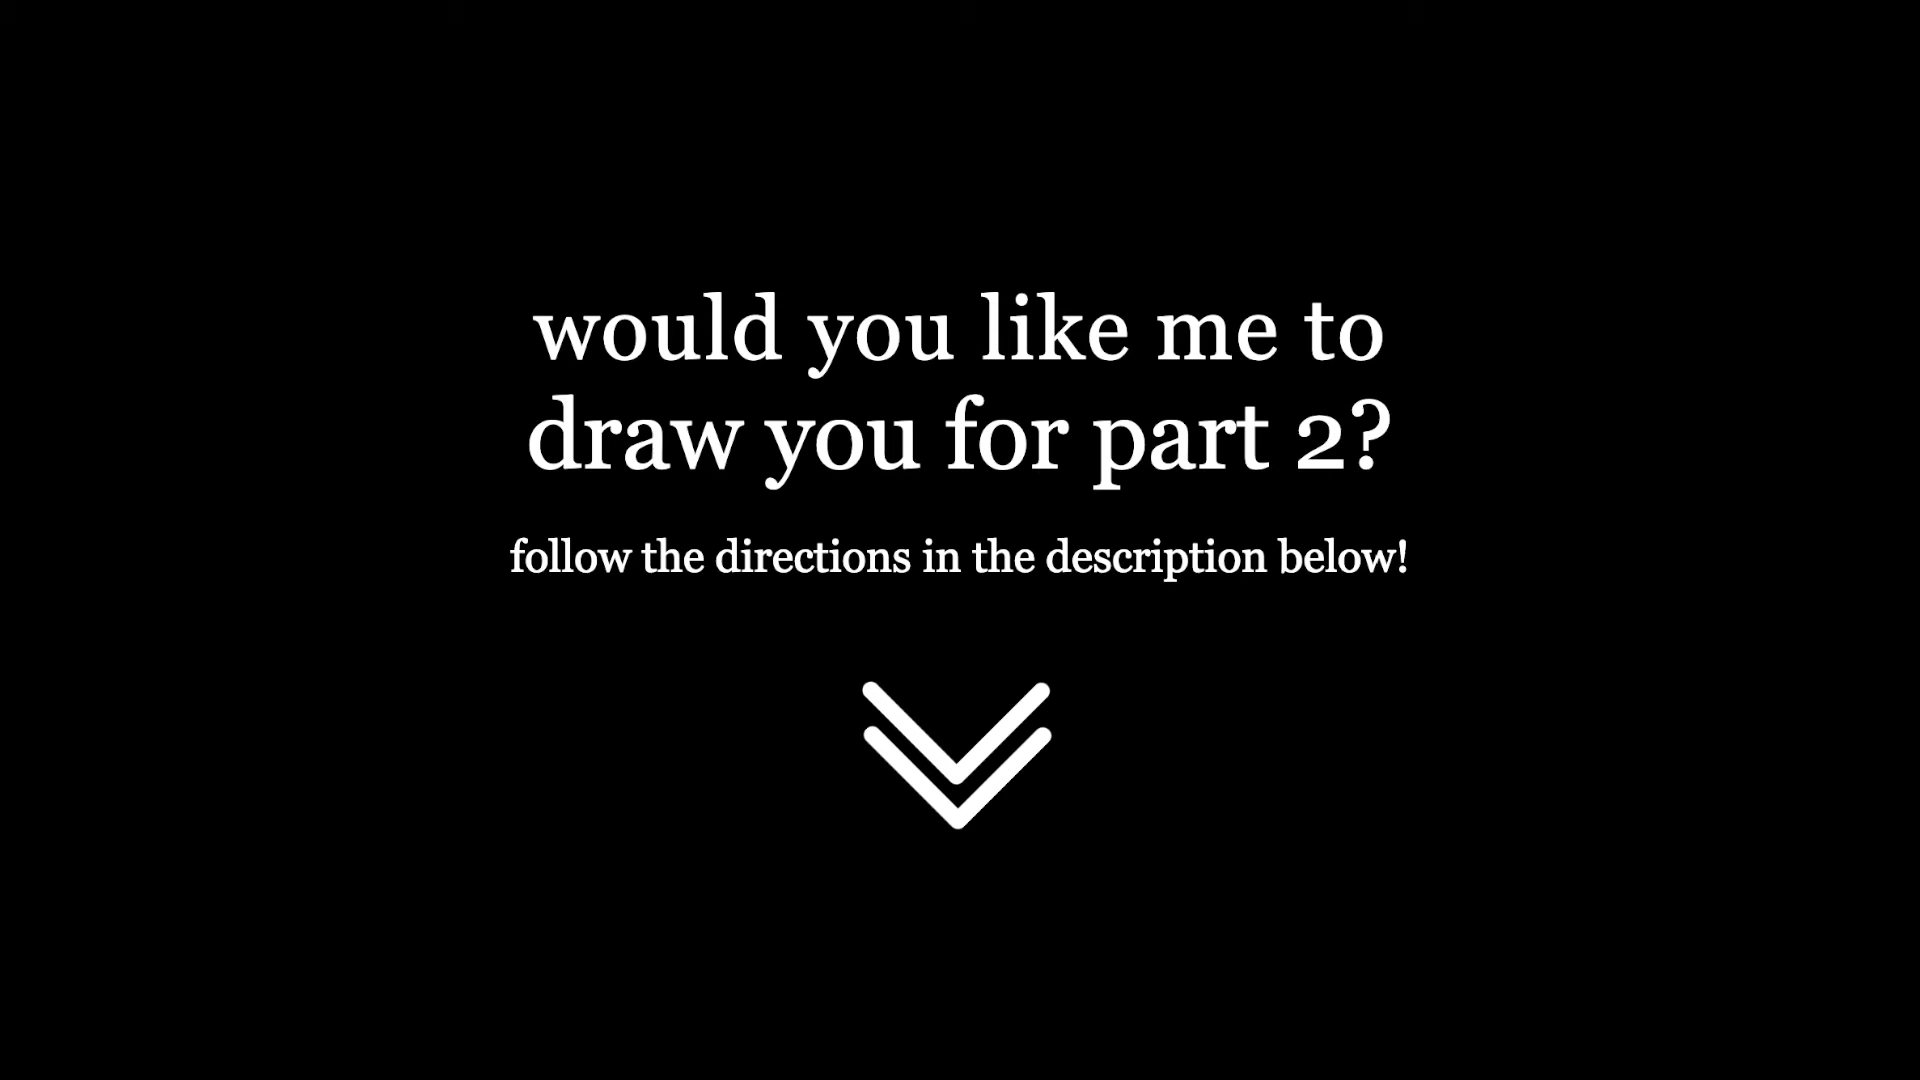 would you like me to
draw you for part 2?
follow the directions in the description below!